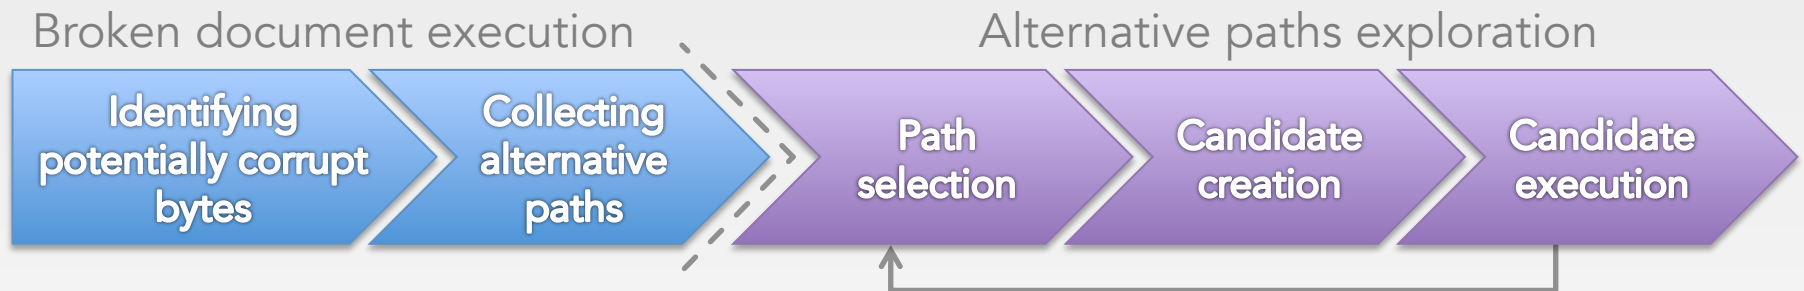 Broken document execution
Alternative paths exploration
Identifying
potentially corrupt
bytes
Collecting
alternative
paths
Path
selection
Candidate
creation
Candidate
execution